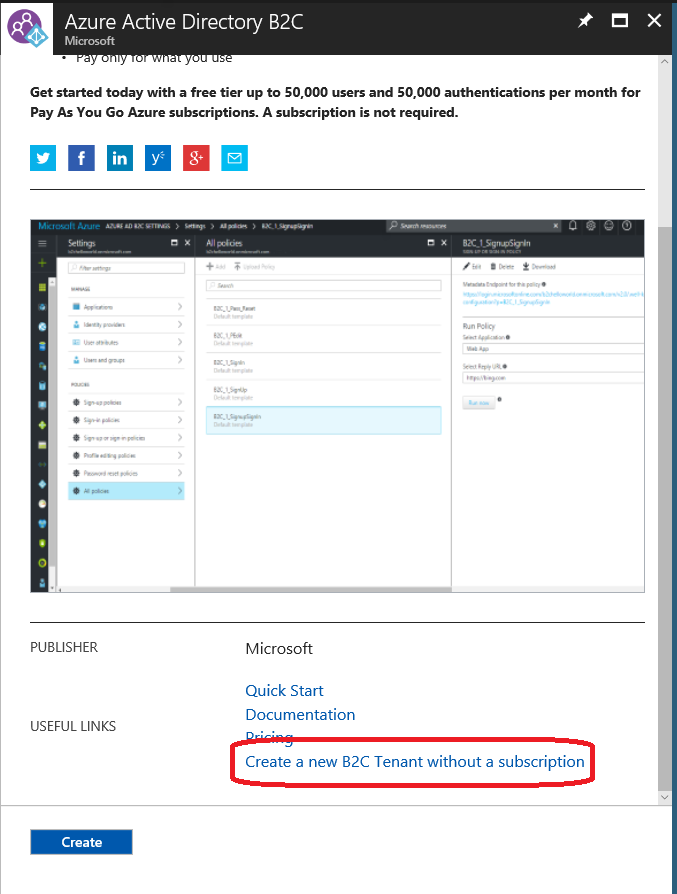 Azure Active Directory B2C
Microsoft
• Pay only for what you use
Get started today with a free tier up to 50,000 users and 50,000 authentications per month for
Pay As You Go Azure subscriptions. A subscription is not required.
Microsoft Azure AZURE AD B2C SETTINGS > Settings > All policies > B2C_1_SignupSignIn
Search resources
Settings
Filter settings
MANAGE
Applications
Identity providers
User attributes
Users and groups
POLICIES
Sign-up policies
Sign-in policies
Sign-up or sign-in policies
Profile editing policies
Password reset policies
All policies
All policies
Add Upload Policy
Search
B2C_1_Pass_Reset
Default template
B2C_1_PEdit
Default template
B2C_1_SignIn
Default template
B2C_1_SignUp
Default template
B2C_1_SignupSignIn
Default template
B2C_1_SignupSignIn
SIGN-UP OR SIGN-IN POLICY
Edit Delete Download
Metadata Endpoint for this policy
Run Policy
Select Application
Web App
Select Reply URL
https://bing.com
Run now
PUBLISHER
Microsoft
USEFUL LINKS
Quick Start
Documentation
Pricing
Create a new B2C Tenant without a subscription
Create